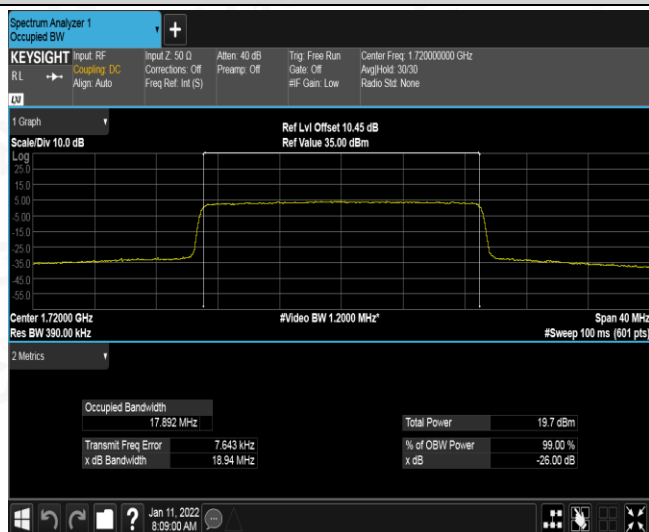 Spectrum Analyzer 1
Occupied BW
+
KEYSIGHT Input: RF Input Z: 50 Ω Atten: 40 dB Trig: Free Run Center Freq: 1.720000000 GHz
RL Coupling: DC Corrections: Off Preamp: Off Gate: Off Avg|Hold: 30/30
Align: Auto Freq Ref: Int (S) #IF Gain: Low Radio Std: None
LXI
1 Graph Ref Lvl Offset 10.45 dB
Scale/Div 10.0 dB Ref Value 35.00 dBm
Log
25.0
15.0
5.00
-5.00
-15.0
-25.0
-35.0
-45.0
-55.0
Center 1.72000 GHz #Video BW 1.2000 MHz* Span 40 MHz
Res BW 390.00 kHz #Sweep 100 ms (601 pts)
2 Metrics
Occupied Bandwidth
17.892 MHz Total Power 19.7 dBm
Transmit Freq Error 7.643 kHz % of OBW Power 99.00 %
x dB Bandwidth 18.94 MHz x dB -26.00 dB
? Jan 11, 2022
8:09:00 AM